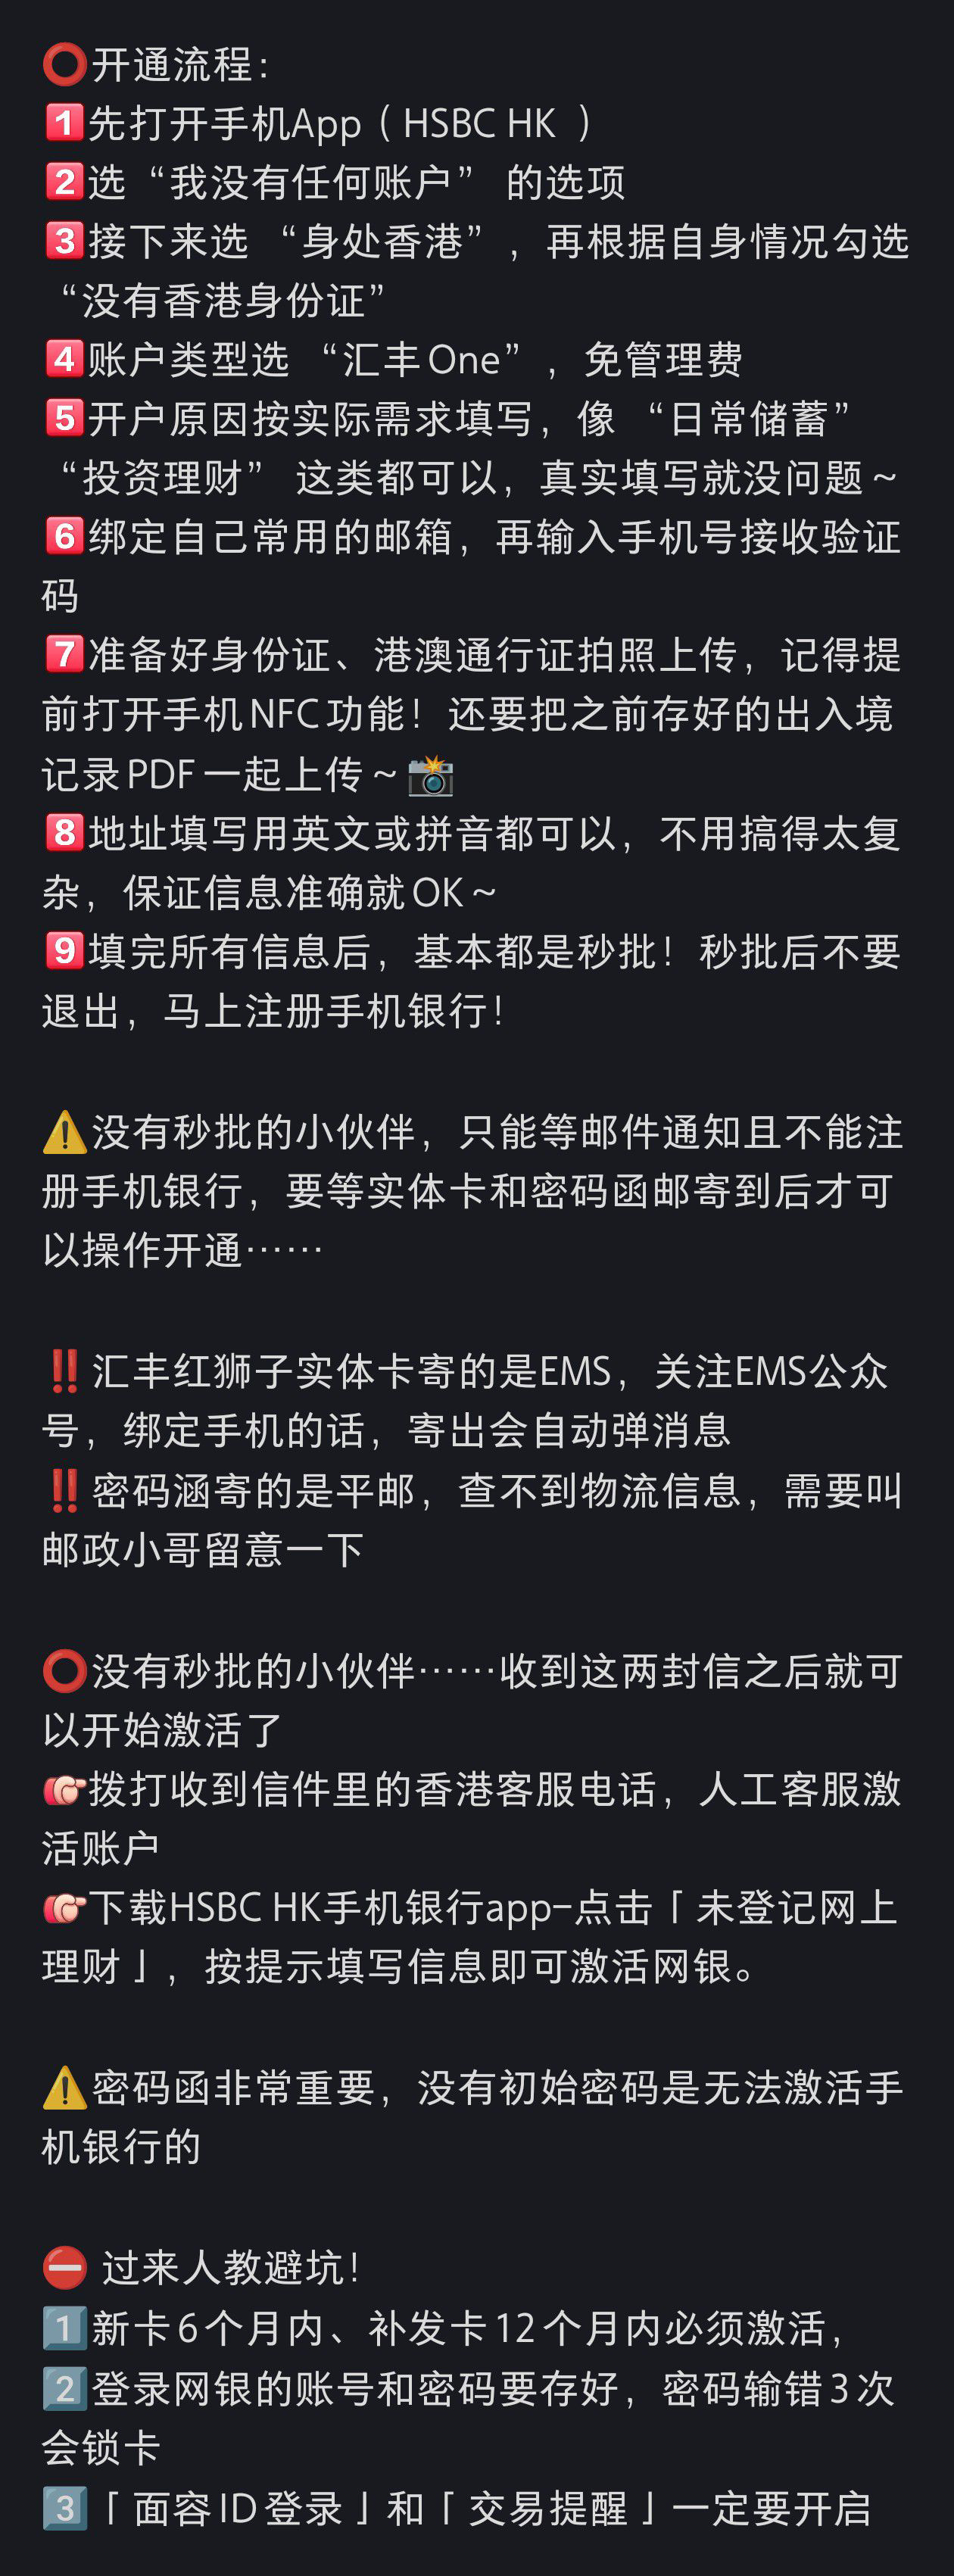 ⭕开通流程：
1️⃣先打开手机App（HSBC HK ）
2️⃣选“我没有任何账户” 的选项
3️⃣接下来选 “身处香港”，再根据自身情况勾选
“没有香港身份证”
4️⃣账户类型选 “汇丰 One”，免管理费
5️⃣开户原因按实际需求填写，像 “日常储蓄”
“投资理财” 这类都可以，真实填写就没问题～
6️⃣绑定自己常用的邮箱，再输入手机号接收验证
码
7️⃣准备好身份证、港澳通行证拍照上传，记得提
前打开手机 NFC 功能！还要把之前存好的出入境
记录 PDF 一起上传～📸
8️⃣地址填写用英文或拼音都可以，不用搞得太复
杂，保证信息准确就 OK～
9️⃣填完所有信息后，基本都是秒批！秒批后不要
退出，马上注册手机银行！
⚠️没有秒批的小伙伴，只能等邮件通知且不能注
册手机银行，要等实体卡和密码函邮寄到后才可
以操作开通……
‼️汇丰红狮子实体卡寄的是EMS，关注EMS公众
号，绑定手机的话，寄出会自动弹消息
‼️密码涵寄的是平邮，查不到物流信息，需要叫
邮政小哥留意一下
⭕没有秒批的小伙伴……收到这两封信之后就可
以开始激活了
👉🏻拨打收到信件里的香港客服电话，人工客服激
活账户
👉🏻下载HSBC HK手机银行app-点击「未登记网上
理财」，按提示填写信息即可激活网银。
⚠️密码函非常重要，没有初始密码是无法激活手
机银行的
⛔ 过来人教避坑！
1️⃣新卡 6 个月内、补发卡 12 个月内必须激活，
2️⃣登录网银的账号和密码要存好，密码输错 3 次
会锁卡
3️⃣「面容 ID 登录」和「交易提醒」一定要开启